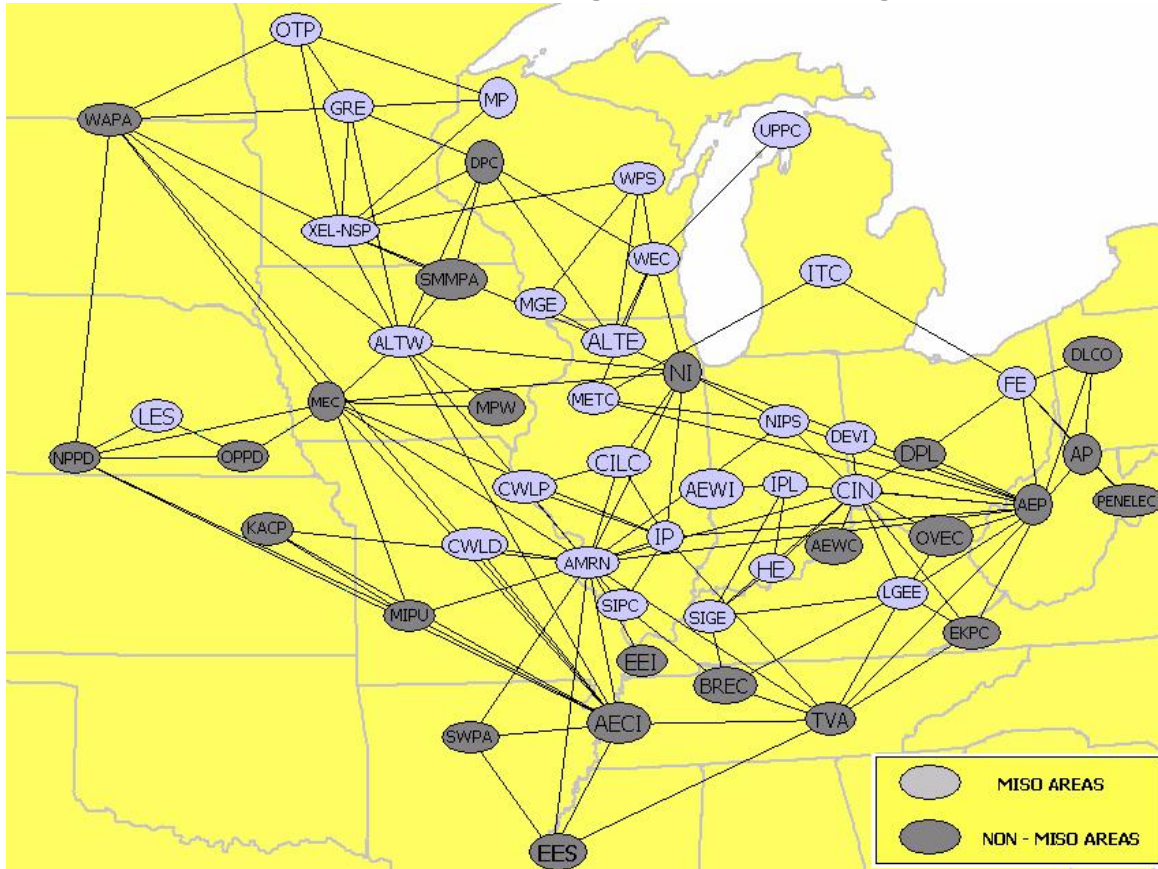 OTP
MP
GRE
WAPA
UPPC
DPC
WPS
XEL-NSP
WEC
ITC
SMMPA
MGE
ALTW
ALTE
DLCO
NI
FE
METC
MEC
MPW
LES
NIPS
DEVI
NPPD
OPPD
DPL
AP
CILC
CWLP
AEWI
IPL
CIN
PENELEC
AEP
KACP
CWLD
IP
AEWC
OVEC
AMRN
HE
LGEE
MIPU
SIPC
SIGE
EKPC
EEI
BREC
AECI
TVA
SWPA
EES
MISO AREAS
NON - MISO AREAS